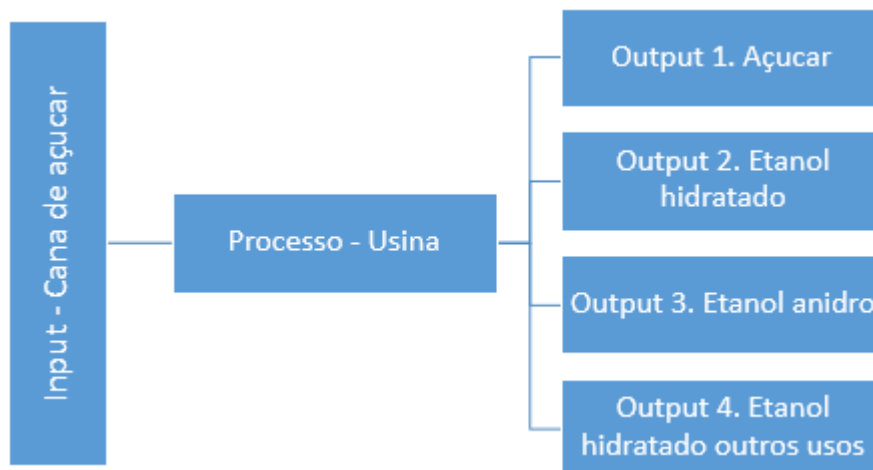 Input - Cana de açucar
Processo - Usina
Output 1. Açucar
Output 2. Etanol
hidratado
Output 3. Etanol anidro
Output 4. Etanol
hidratado outros usos